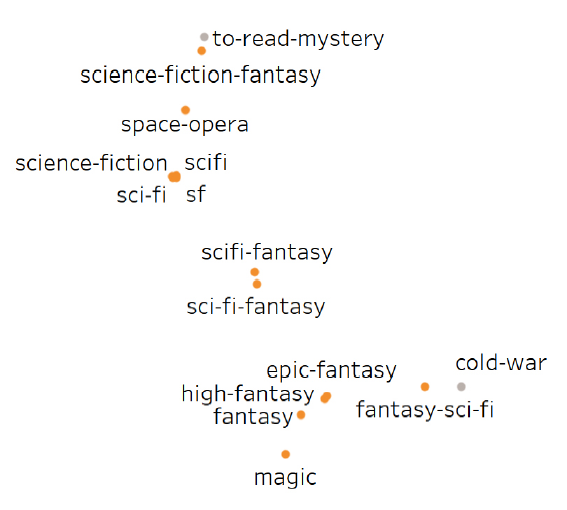 to-read-mystery
science-fiction-fantasy
space-opera
science-fiction scifi
sci-fi sf
scifi-fantasy
sci-fi-fantasy
cold-war
epic-fantasy
high-fantasy
fantasy-sci-fi
fantasy
magic